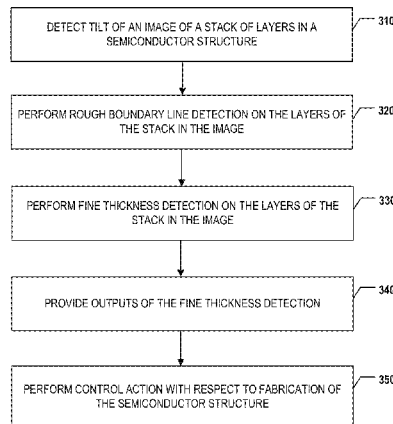 DETECT TILT OF AN IMAGE OF A STACK OF LAYERS IN A
SEMICONDUCTOR STRUCTURE
310
PERFORM ROUGH BOUNDARY LINE DETECTION ON THE LAYERS OF
THE STACK IN THE IMAGE
320
PERFORM FINE THICKNESS DETECTION ON THE LAYERS OF THE
STACK IN THE IMAGE
330
PROVIDE OUTPUTS OF THE FINE THICKNESS DETECTION
340
PERFORM CONTROL ACTION WITH RESPECT TO FABRICATION OF
THE SEMICONDUCTOR STRUCTURE
350